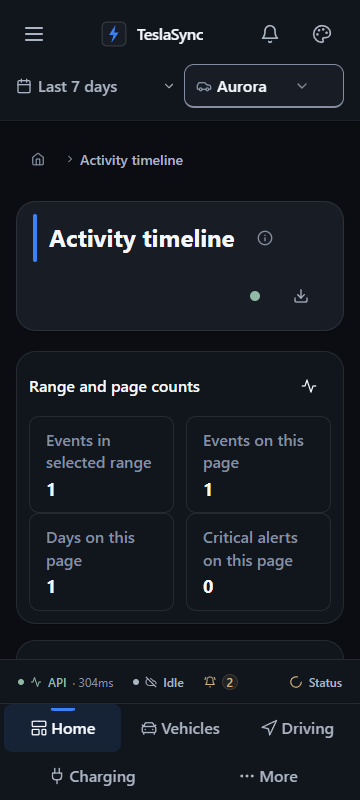 TeslaSync
Last 7 days
Aurora
Activity timeline
Activity timeline
Range and page counts
Events in selected range
1
Events on this page
1
Days on this page
1
Critical alerts on this page
0
API · 304ms
Idle
2
Status
Home
Vehicles
Driving
Charging
More